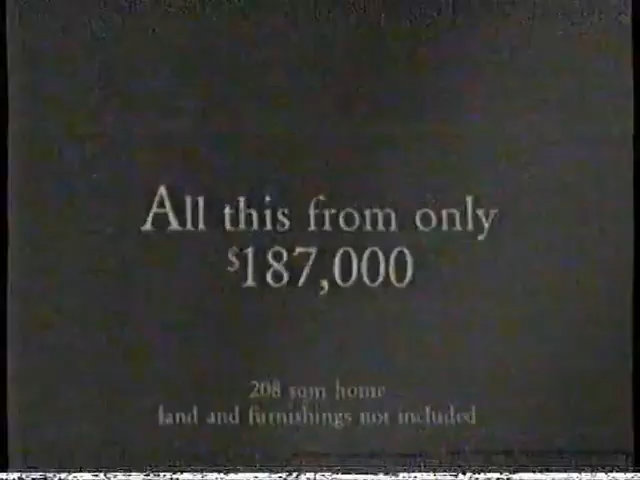 All this from only
$187,000
208 sqm home
land and furnishings not included